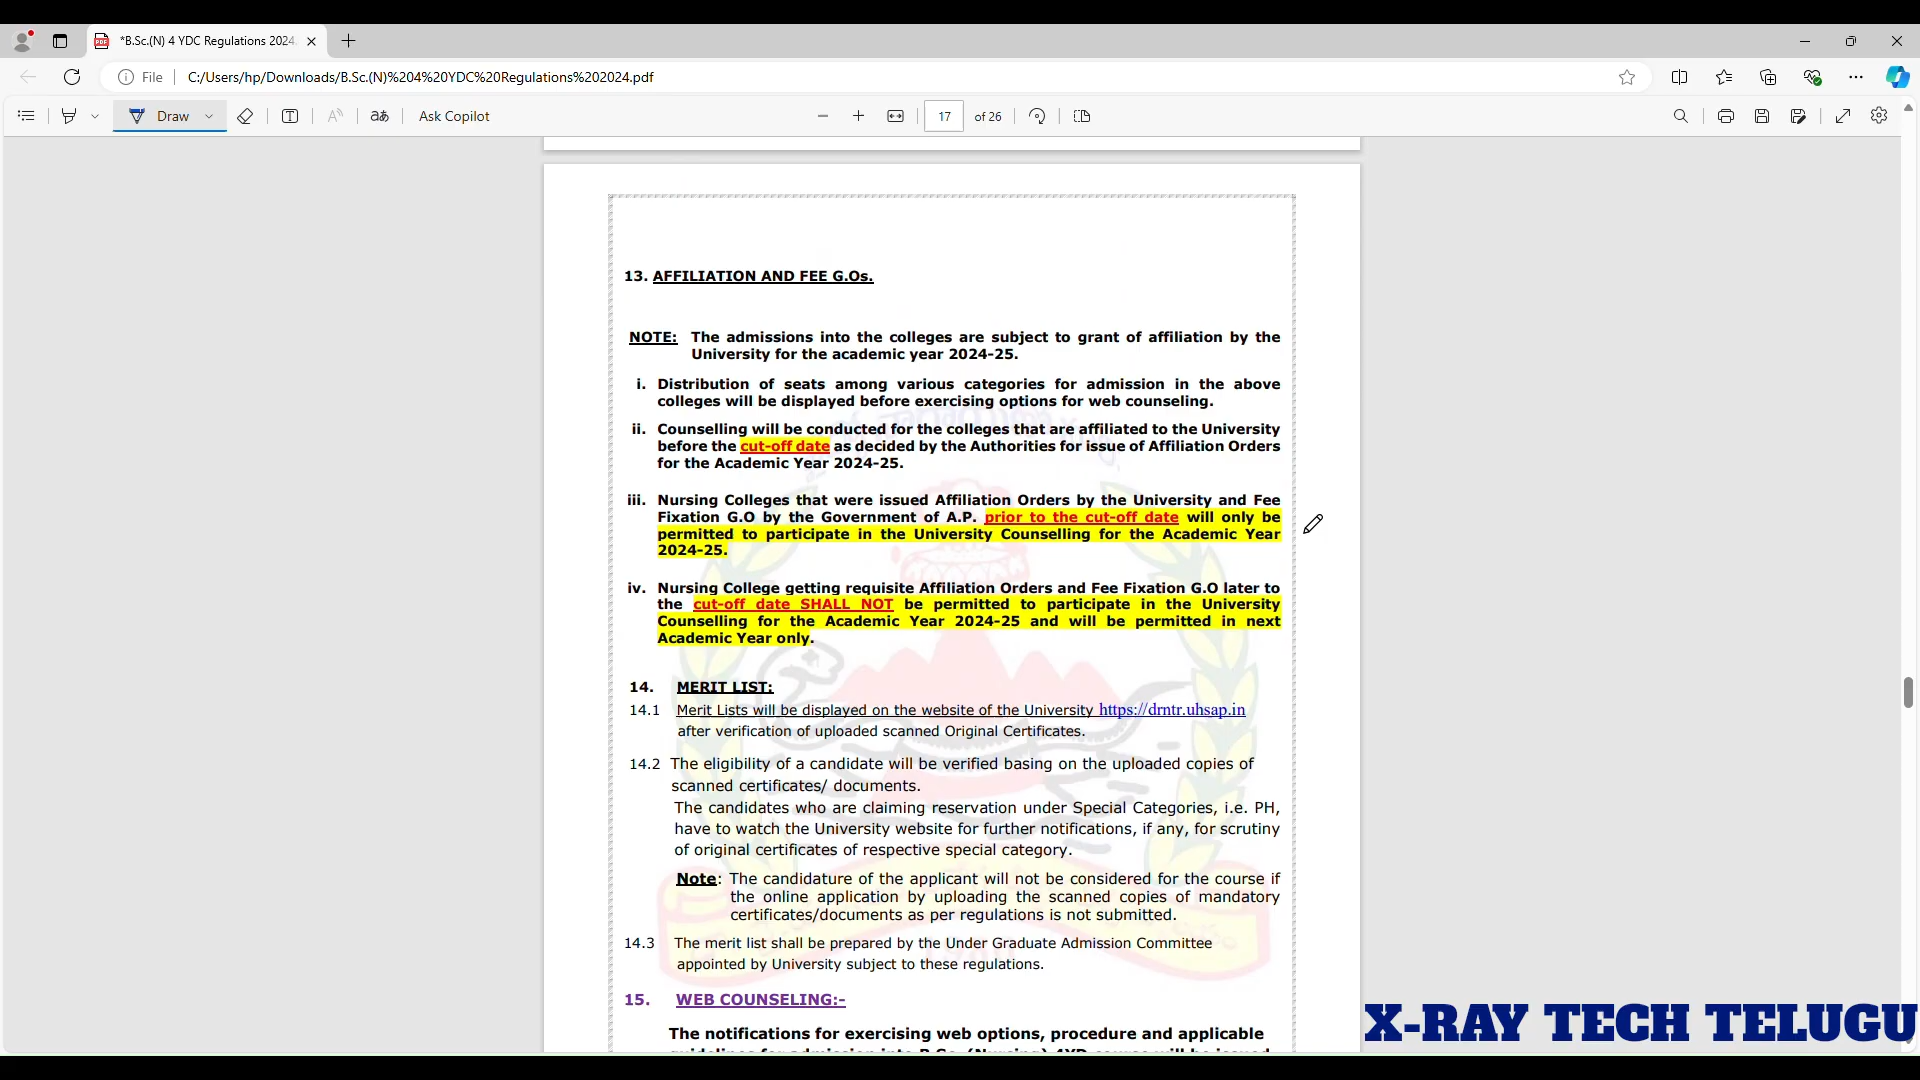 *B.Sc.(N) 4 YDC Regulations 2024
File
C:/Users/hp/Downloads/B.Sc.(N)%204%20YDC%20Regulations%202024.pdf
Draw
aあ
Ask Copilot
17 of 26
13. AFFILIATION AND FEE G.Os.
NOTE: The admissions into the colleges are subject to grant of affiliation by the
University for the academic year 2024-25.
i. Distribution of seats among various categories for admission in the above
colleges will be displayed before exercising options for web counseling.
ii. Counselling will be conducted for the colleges that are affiliated to the University
before the cut-off date as decided by the Authorities for issue of Affiliation Orders
for the Academic Year 2024-25.
iii. Nursing Colleges that were issued Affiliation Orders by the University and Fee
Fixation G.O by the Government of A.P. prior to the cut-off date will only be
permitted to participate in the University Counselling for the Academic Year
2024-25.
iv. Nursing College getting requisite Affiliation Orders and Fee Fixation G.O later to
the cut-off date SHALL NOT be permitted to participate in the University
Counselling for the Academic Year 2024-25 and will be permitted in next
Academic Year only.
14. MERIT LIST:
14.1 Merit Lists will be displayed on the website of the University https://drntr.uhsap.in
after verification of uploaded scanned Original Certificates.
14.2 The eligibility of a candidate will be verified basing on the uploaded copies of
scanned certificates/ documents.
The candidates who are claiming reservation under Special Categories, i.e. PH,
have to watch the University website for further notifications, if any, for scrutiny
of original certificates of respective special category.
Note: The candidature of the applicant will not be considered for the course if
the online application by uploading the scanned copies of mandatory
certificates/documents as per regulations is not submitted.
14.3 The merit list shall be prepared by the Under Graduate Admission Committee
appointed by University subject to these regulations.
15. WEB COUNSELING:-
The notifications for exercising web options, procedure and applicable
X-RAY TECH TELUGU